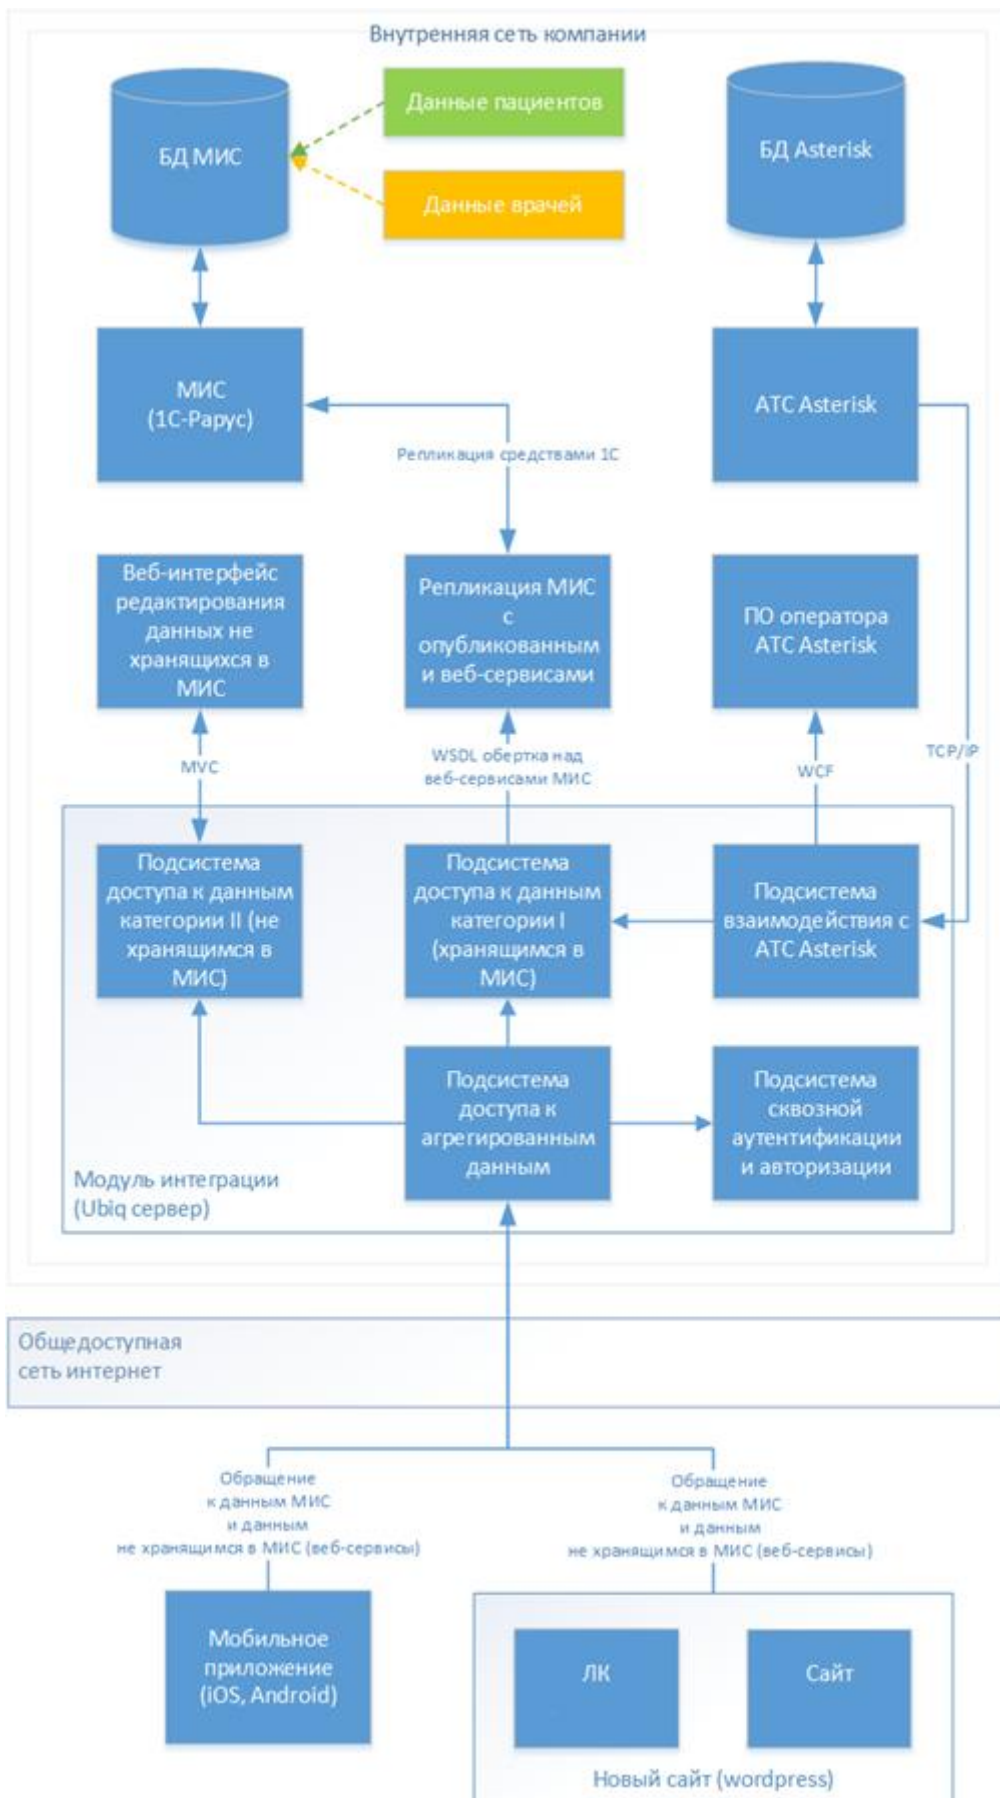 Внутренняя сеть компании
БД МИС
Данные пациентов
Данные врачей
БД Asterisk
МИС
(1С-Рарус)
АТС Asterisk
Репликация средствами 1С
Веб-интерфейс
редактирования
данных не
хранящихся в
МИС
Репликация МИС
с
опубликованным
и веб-сервисами
ПО оператора
АТС Asterisk
MVC
WSDL обертка над
веб-сервисами МИС
WCF
TCP/IP
Подсистема
доступа к данным
категории II (не
хранящимся в
МИС)
Подсистема
доступа к данным
категории I
(хранящимся в
МИС)
Подсистема
взаимодействия с
АТС Asterisk
Подсистема
доступа к
агрегированным
данным
Подсистема
сквозной
аутентификации
и авторизации
Модуль интеграции
(Ubiq сервер)
Общедоступная
сеть интернет
Обращение
к данным МИС
и данным
не хранящимся в МИС (веб-сервисы)
Обращение
к данным МИС
и данным
не хранящимся в МИС (веб-сервисы)
Мобильное
приложение
(iOS, Android)
ЛК
Сайт
Новый сайт (wordpress)